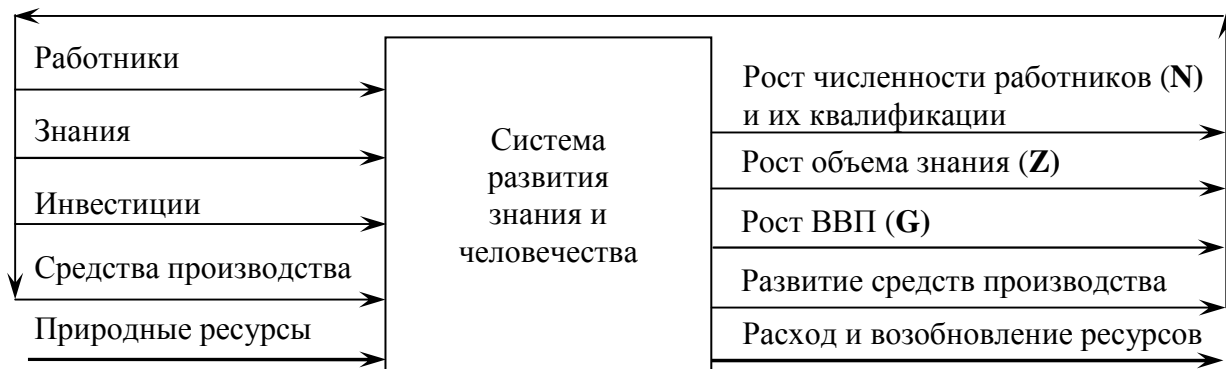 Работники
Знания
Инвестиции
Средства производства
Природные ресурсы
Система
развития
знания и
человечества
Рост численности работников (N)
и их квалификации
Рост объема знания (Z)
Рост ВВП (G)
Развитие средств производства
Расход и возобновление ресурсов